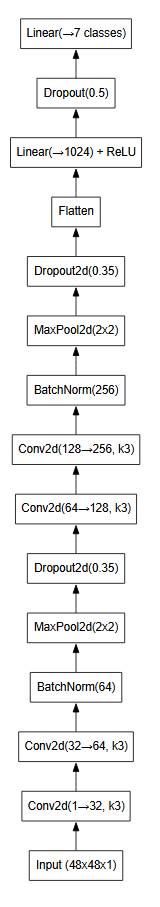 Linear(→7 classes)
Dropout(0.5)
Linear(→1024) + ReLU
Flatten
Dropout2d(0.35)
MaxPool2d(2x2)
BatchNorm(256)
Conv2d(128→256, k3)
Conv2d(64→128, k3)
Dropout2d(0.35)
MaxPool2d(2x2)
BatchNorm(64)
Conv2d(32→64, k3)
Conv2d(1→32, k3)
Input (48x48x1)